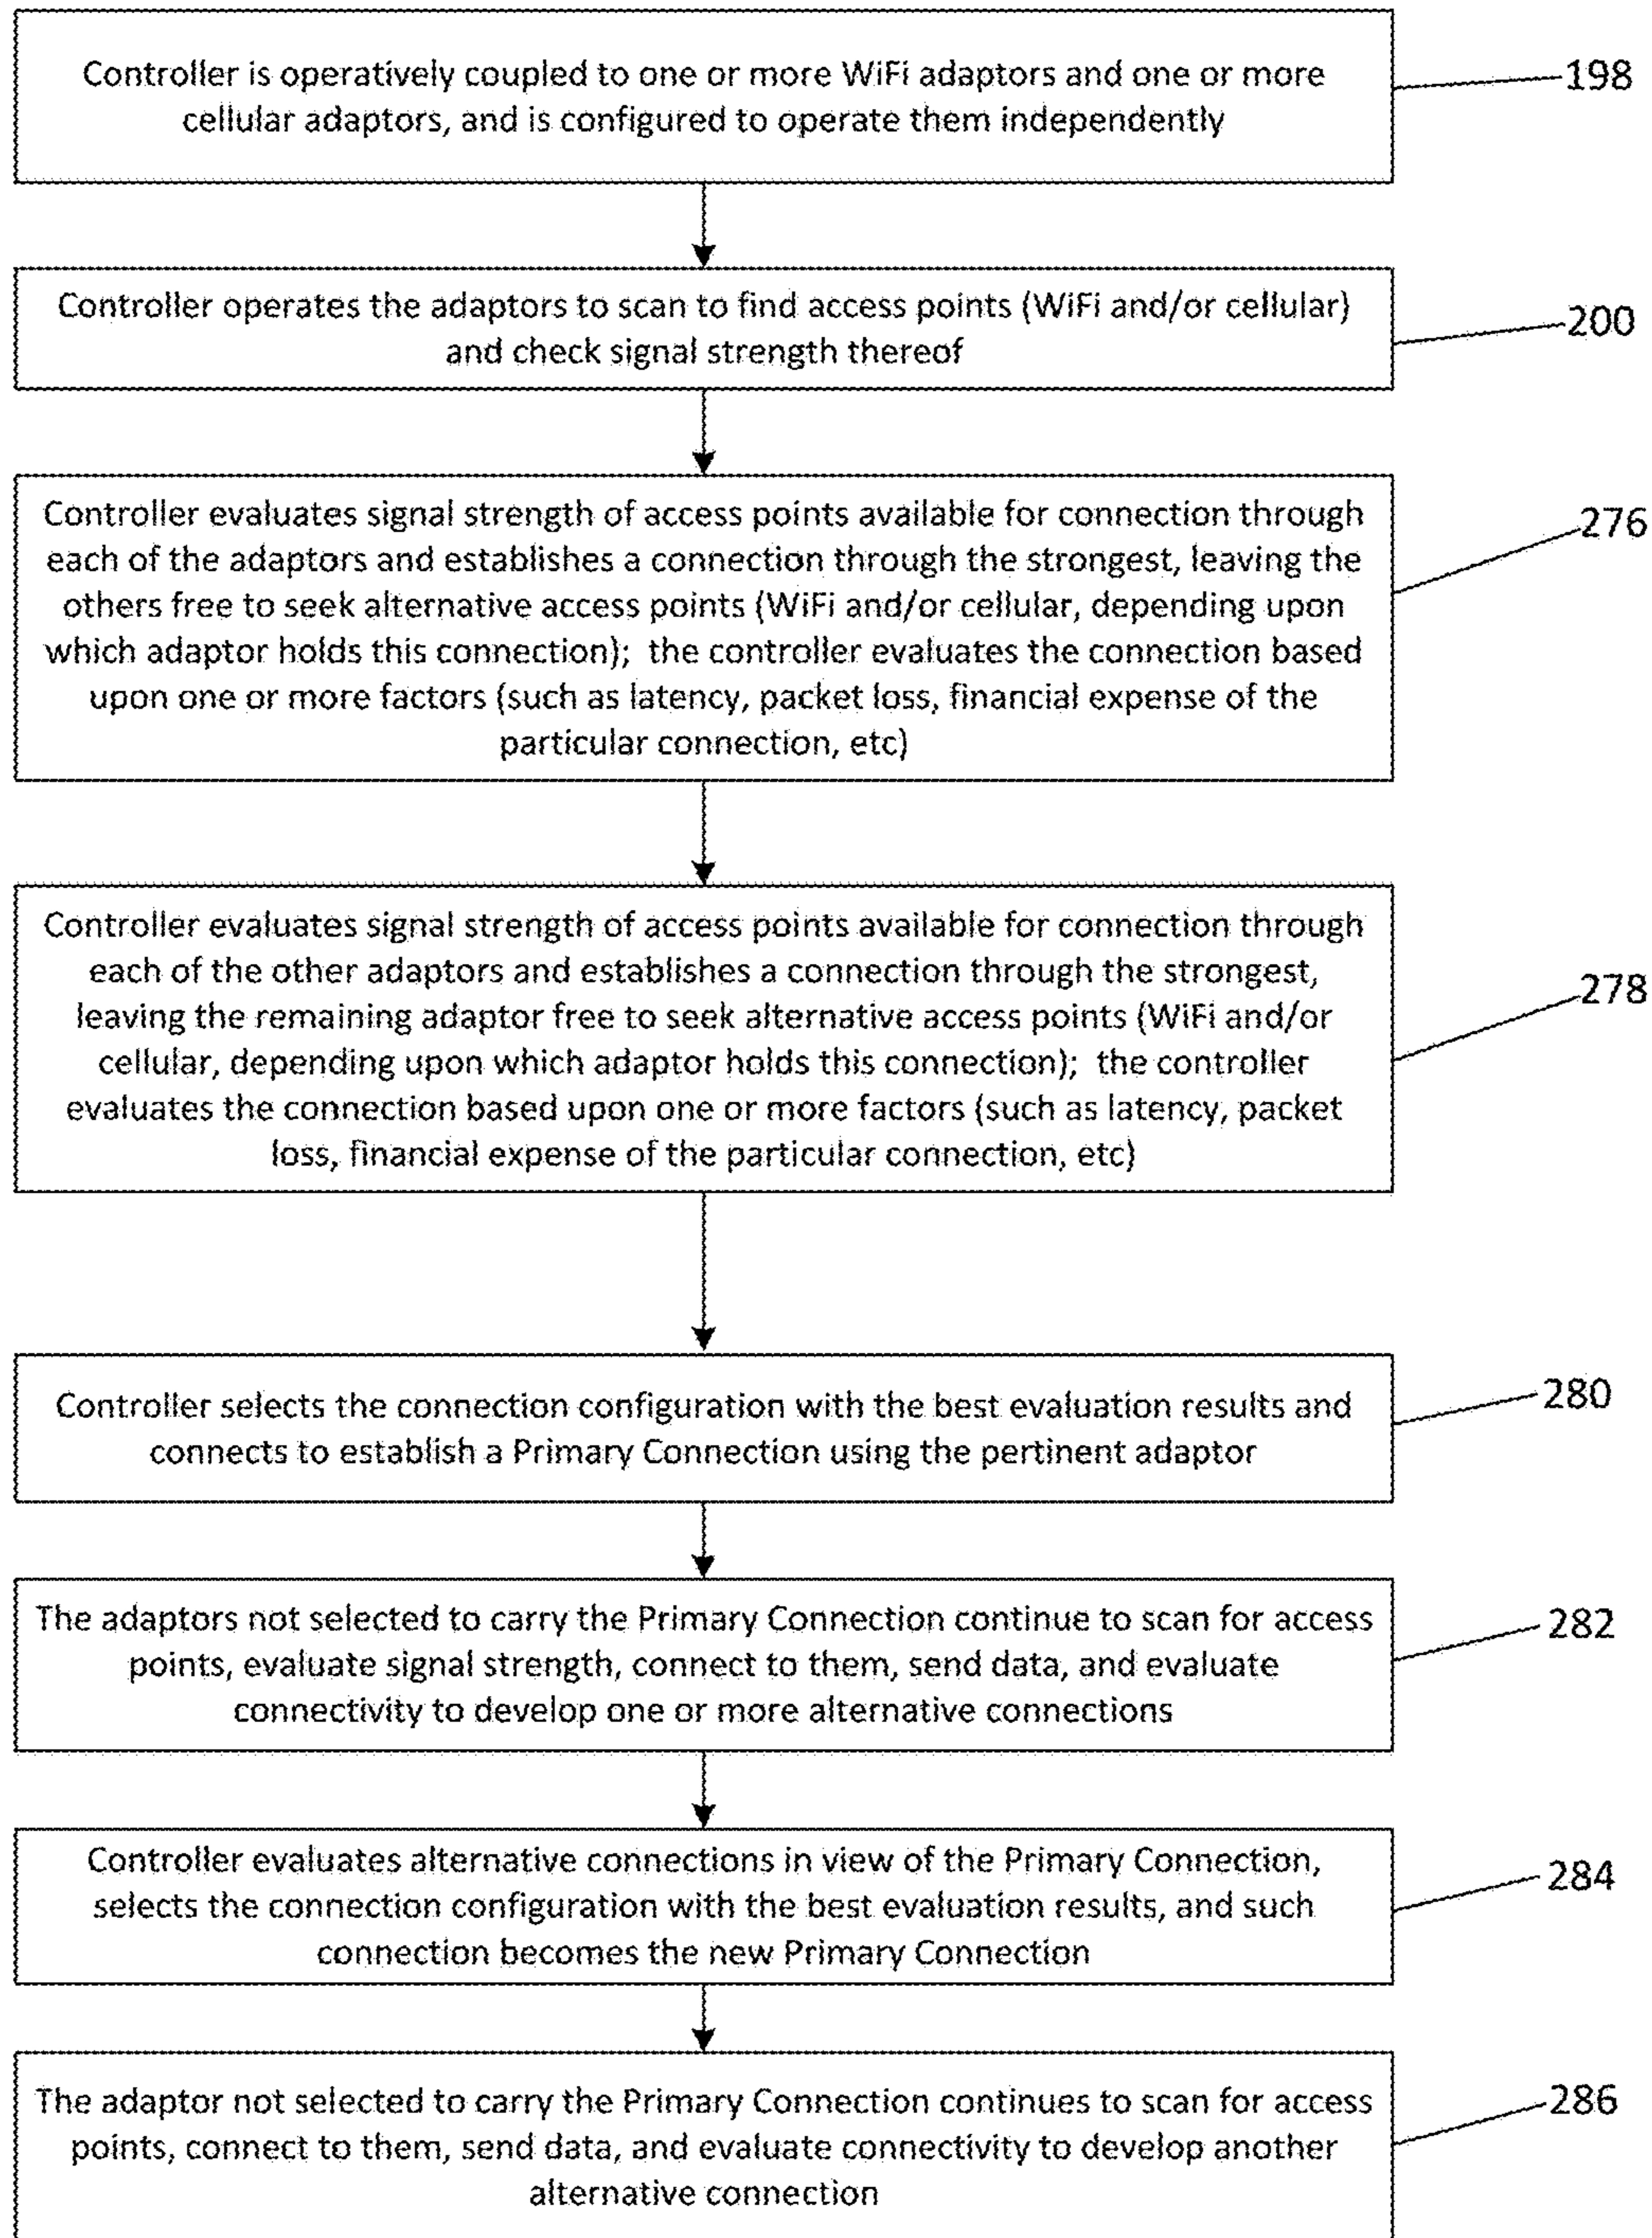 Controller is operatively coupled to one or more WiFi adaptors and one or more
cellular adaptors, and is configured to operate them independently
198
Controller operates the adaptors to scan to find access points (WiFi and/or cellular)
and check signal strength thereof
200
Controller evaluates signal strength of access points available for connection through
each of the adaptors and establishes a connection through the strongest, leaving the
others free to seek alternative access points (WiFi and/or cellular, depending upon
which adaptor holds this connection); the controller evaluates the connection based
upon one or more factors (such as latency, packet loss, financial expense of the
particular connection, etc)
276
Controller evaluates signal strength of access points available for connection through
each of the other adaptors and establishes a connection through the strongest,
leaving the remaining adaptor free to seek alternative access points (WiFi and/or
cellular, depending upon which adaptor holds this connection); the controller
evaluates the connection based upon one or more factors (such as latency, packet
loss, financial expense of the particular connection, etc)
278
Controller selects the connection configuration with the best evaluation results and
connects to establish a Primary Connection using the pertinent adaptor
280
The adaptors not selected to carry the Primary Connection continue to scan for access
points, evaluate signal strength, connect to them, send data, and evaluate
connectivity to develop one or more alternative connections
282
Controller evaluates alternative connections in view of the Primary Connection,
selects the connection configuration with the best evaluation results, and such
connection becomes the new Primary Connection
284
The adaptor not selected to carry the Primary Connection continues to scan for access
points, connect to them, send data, and evaluate connectivity to develop another
alternative connection
286